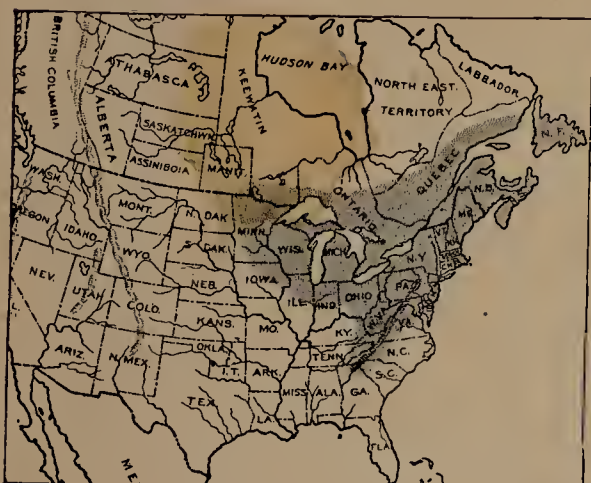 BRITISH COLUMBIA
ATHABASCA
ALBERTA
SASKATCHWN
ASSINIBOIA
KEEWATIN
MANIT.
HUDSON BAY
NORTH EAST.
TERRITORY
LABRADOR
N.F.
ONTARIO
QUEBEC
N.B.
ME.
WASH.
OREGON
IDAHO
MONT.
N. DAK
S. DAK.
MINN.
WIS.
MICH.
N.Y
VT.
WYO.
NEB.
IOWA
ILL.
IND.
OHIO
PA.
NEV.
UTAH
COLO.
KANS.
MO.
KY.
W.V.
VA.
ARIZ.
N. MEX.
OKLA.
I.T.
ARK.
TENN.
N.C.
S.C.
TEX.
LA.
MISS.
ALA.
GA.
FLA.
ME